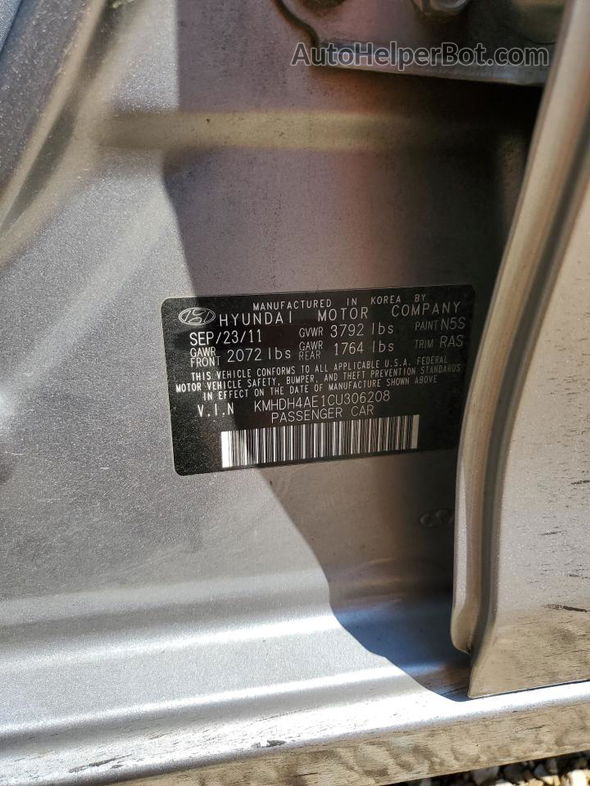 AutoHelperBot.com
MANUFACTURED IN KOREA BY
HYUNDAI MOTOR COMPANY
SEP/23/11 GVWR 3792 lbs PAINT N5S
GAWR FRONT 2072 lbs GAWR REAR 1764 lbs TRIM RAS
THIS VEHICLE CONFORMS TO ALL APPLICABLE U.S.A. FEDERAL
MOTOR VEHICLE SAFETY, BUMPER, AND THEFT PREVENTION STANDARDS
IN EFFECT ON THE DATE OF MANUFACTURE SHOWN ABOVE.
V.I.N KMHDH4AE1CU306208
PASSENGER CAR